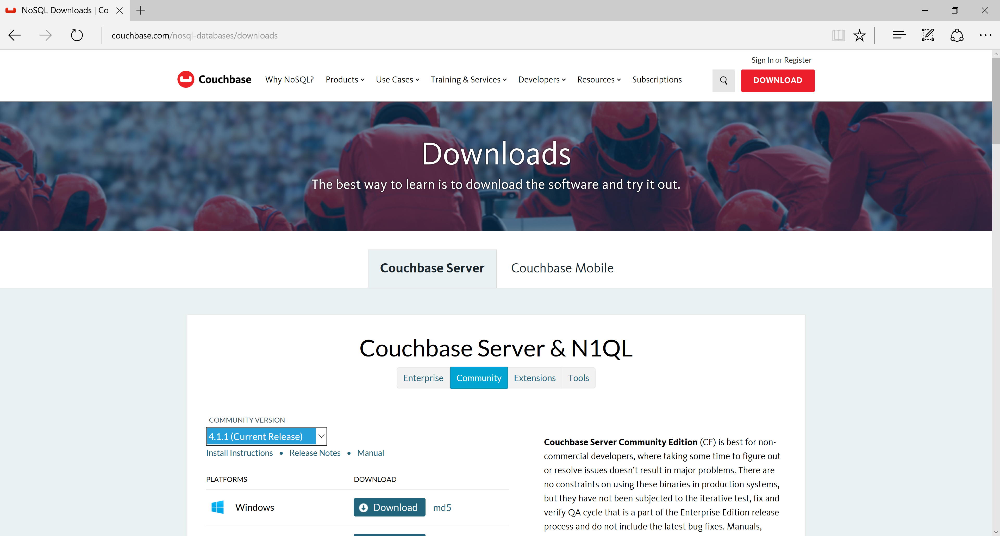 NoSQL Downloads | Co
couchbase.com/nosql-databases/downloads
Sign In or Register
Couchbase
Why NoSQL?
Products
Use Cases
Training & Services
Developers
Resources
Subscriptions
DOWNLOAD
Downloads
The best way to learn is to download the software and try it out.
Couchbase Server
Couchbase Mobile
Couchbase Server & N1QL
Enterprise
Community
Extensions
Tools
COMMUNITY VERSION
4.1.1 (Current Release)
Install Instructions • Release Notes • Manual
PLATFORMS
DOWNLOAD
Windows
Download
md5
Couchbase Server Community Edition (CE) is best for non-
commercial developers, where taking some time to figure out
or resolve issues doesn’t result in major problems. There are
no constraints on using these binaries in production systems,
but they have not been subjected to the iterative test, fix and
verify QA cycle that is a part of the Enterprise Edition release
process and do not include the latest bug fixes. Manuals,